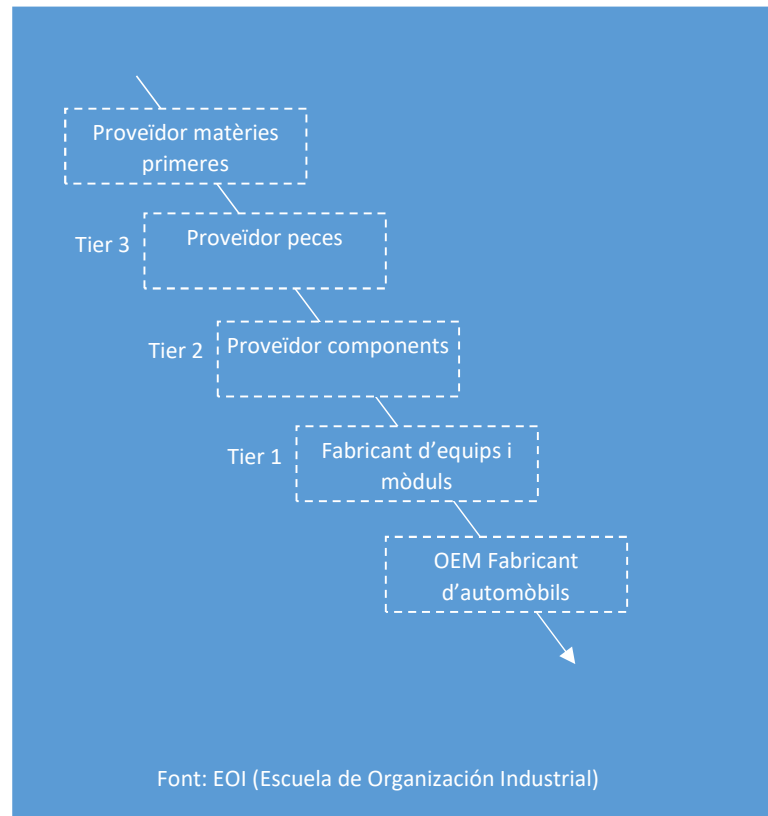 Proveïdor matèries
primeres
Tier 3
Proveïdor peces
Tier 2
Proveïdor components
Tier 1
Fabricant d’equips i
mòduls
OEM Fabricant
d’automòbils
Font: EOI (Escuela de Organización Industrial)